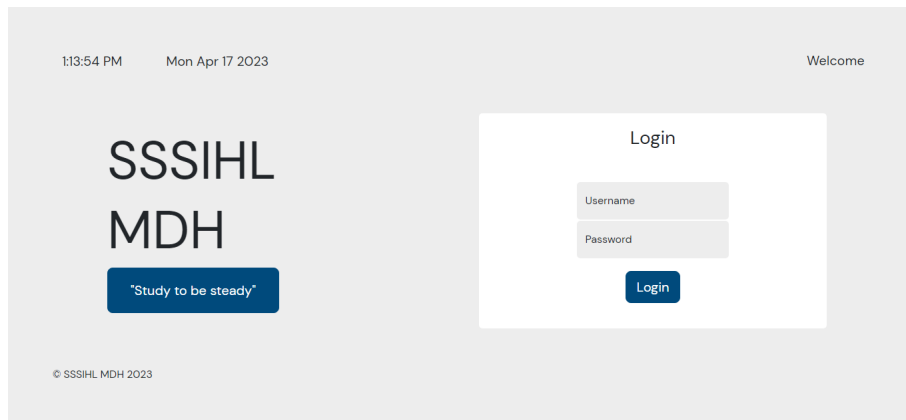 1:13:54 PM Mon Apr 17 2023 Welcome
SSSIHL
MDH
"Study to be steady"
Login
Username
Password
Login
© SSSIHL MDH 2023